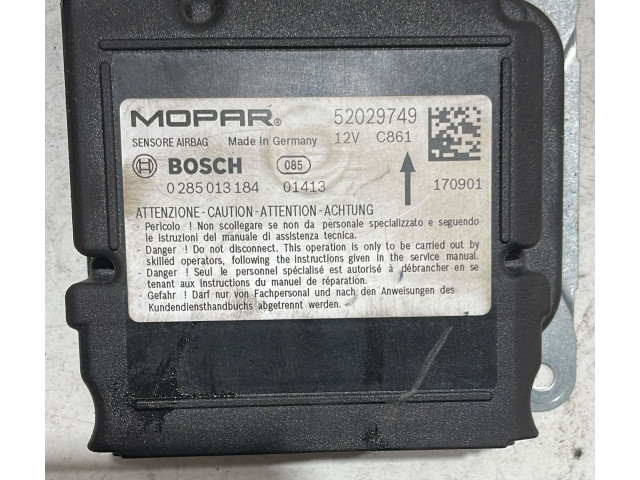 MOPAR® 52029749
SENSORE AIRBAG Made in Germany 12V C861
BOSCH 085
0 285 013 184 01413 170901
ATTENZIONE-CAUTION-ATTENTION-ACHTUNG
- Pericolo ! Non scollegare se non da personale specializzato e seguendo
le istruzioni del manuale di assistenza tecnica.
- Danger ! Do not disconnect. This operation is only to be carried out by
skilled operators, following the instructions given in the service manual.
- Danger ! Seul le personnel spécialisé est autorisé à débrancher en se
tenant aux instructions du manuel de réparation.
- Gefahr ! Darf nur von Fachpersonal und nach den Anweisungen des
Kundendiensthandbuchs abgetrennt werden.